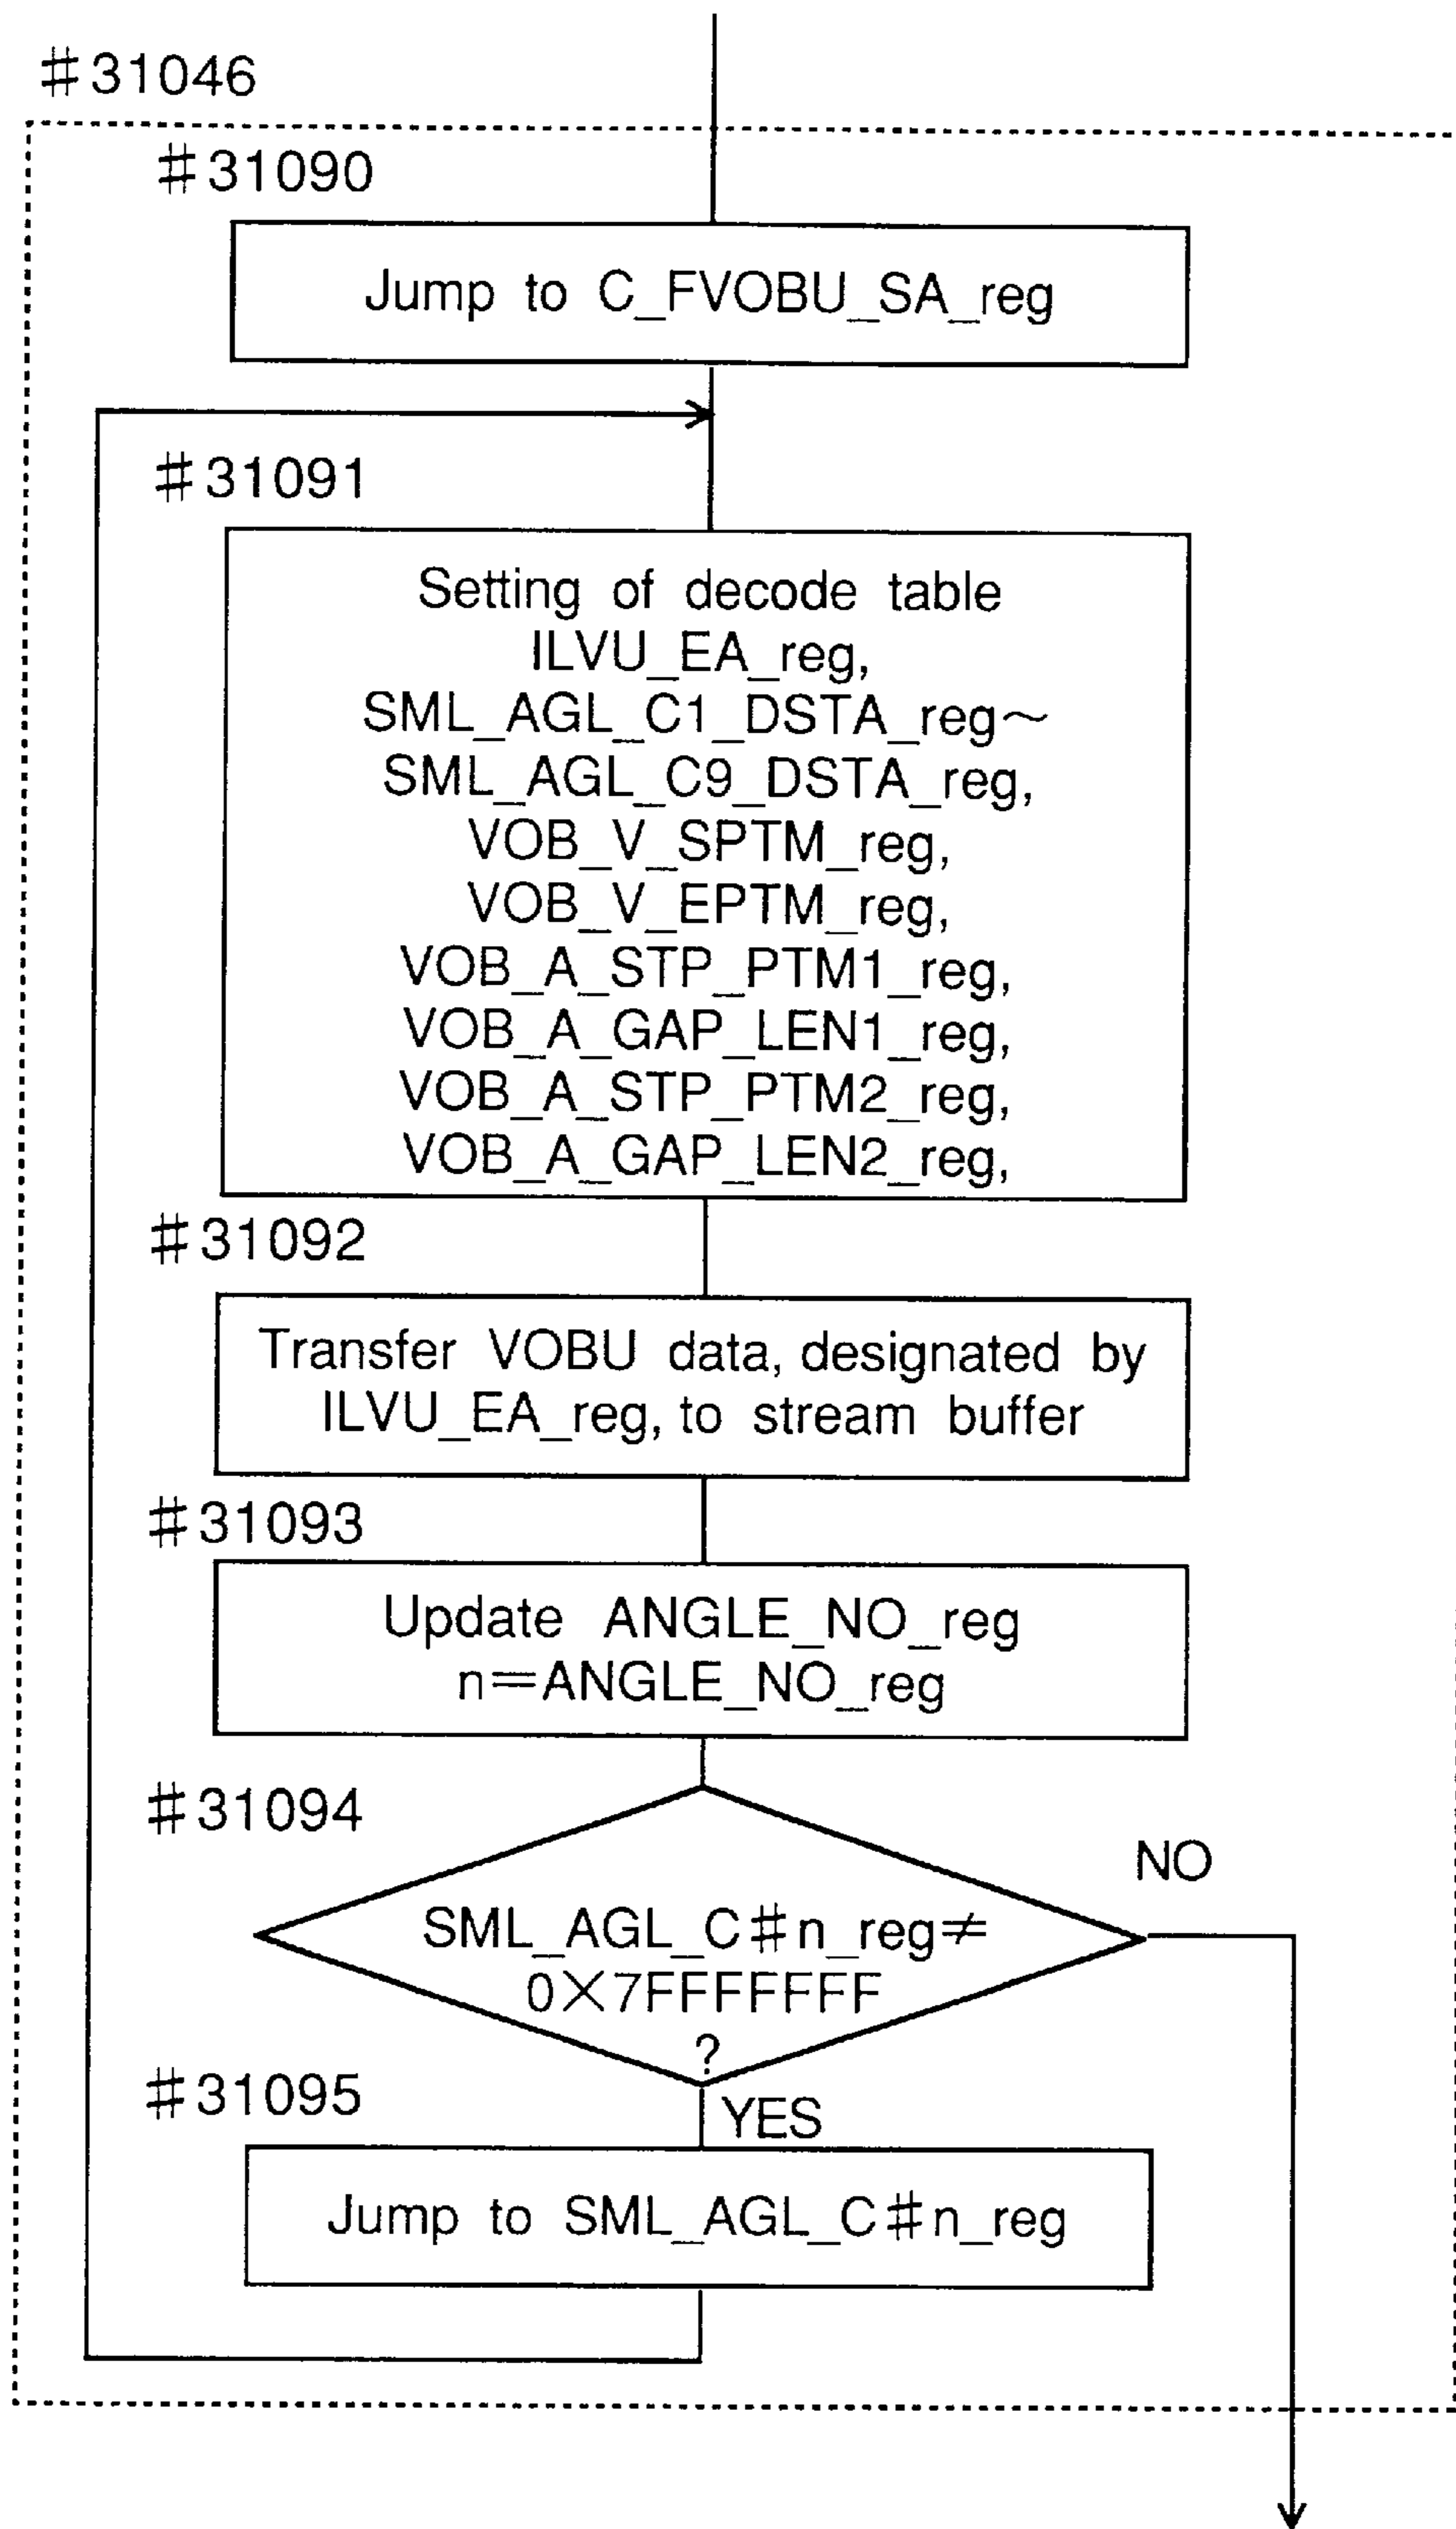 #31046
#31090
Jump to C_FVOBU_SA_reg
#31091
Setting of decode table
ILVU_EA_reg,
SML_AGL_C1_DSTA_reg~
SML_AGL_C9_DSTA_reg,
VOB_V_SPTM_reg,
VOB_V_EPTM_reg,
VOB_A_STP_PTM1_reg,
VOB_A_GAP_LEN1_reg,
VOB_A_STP_PTM2_reg,
VOB_A_GAP_LEN2_reg,
#31092
Transfer VOBU data, designated by
ILVU_EA_reg, to stream buffer
#31093
Update ANGLE_NO_reg
n=ANGLE_NO_reg
#31094
NO
SML_AGL_C#n_reg≠
0×7FFFFFFF
?
#31095
YES
Jump to SML_AGL_C#n_reg